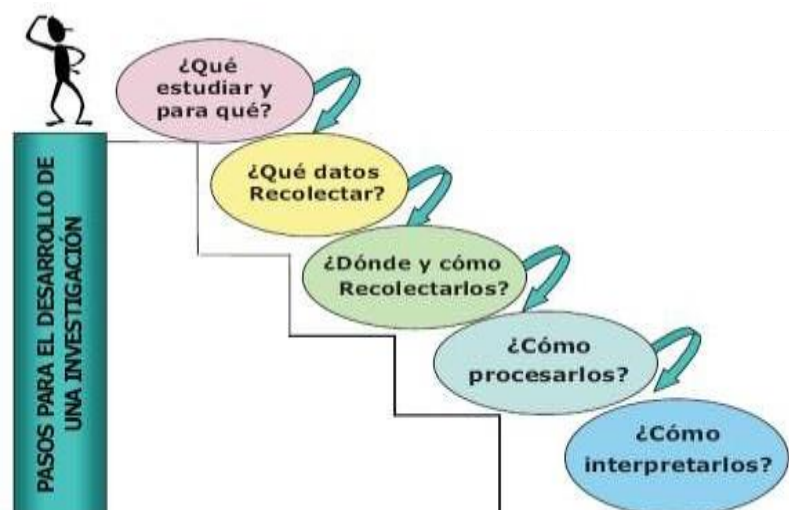 PASOS PARA EL DESARROLLO DE
UNA INVESTIGACIÓN
¿Qué
estudiar y
para qué?
¿Qué datos
Recolectar?
¿Dónde y cómo
Recolectarlos?
¿Cómo
procesarlos?
¿Cómo
interpretarlos?